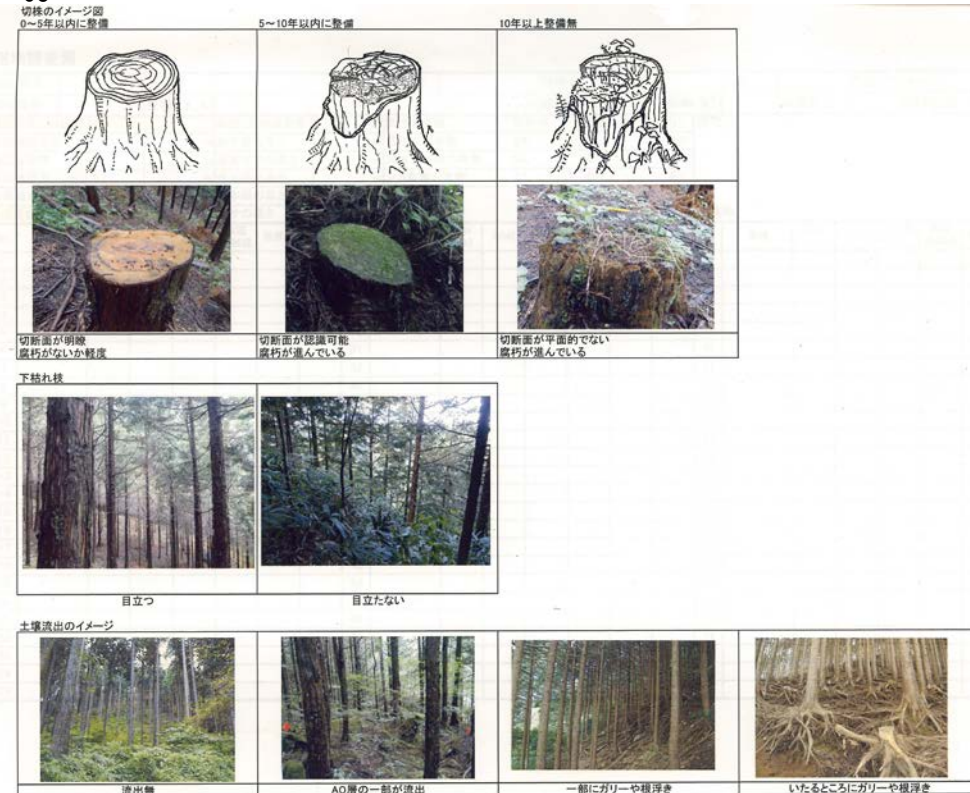 切株のイメージ図
0～5年以内に整備
5～10年以内に整備
10年以上整備無
切断面が明瞭
腐朽がないか軽度
切断面が認識可能
腐朽が進んでいる
切断面が平面的でない
腐朽が進んでいる
下枯れ枝
目立つ
目立たない
土壌流出のイメージ
流出無
A0層の一部が流出
一部にガリーや根浮き
いたるところにガリーや根浮き